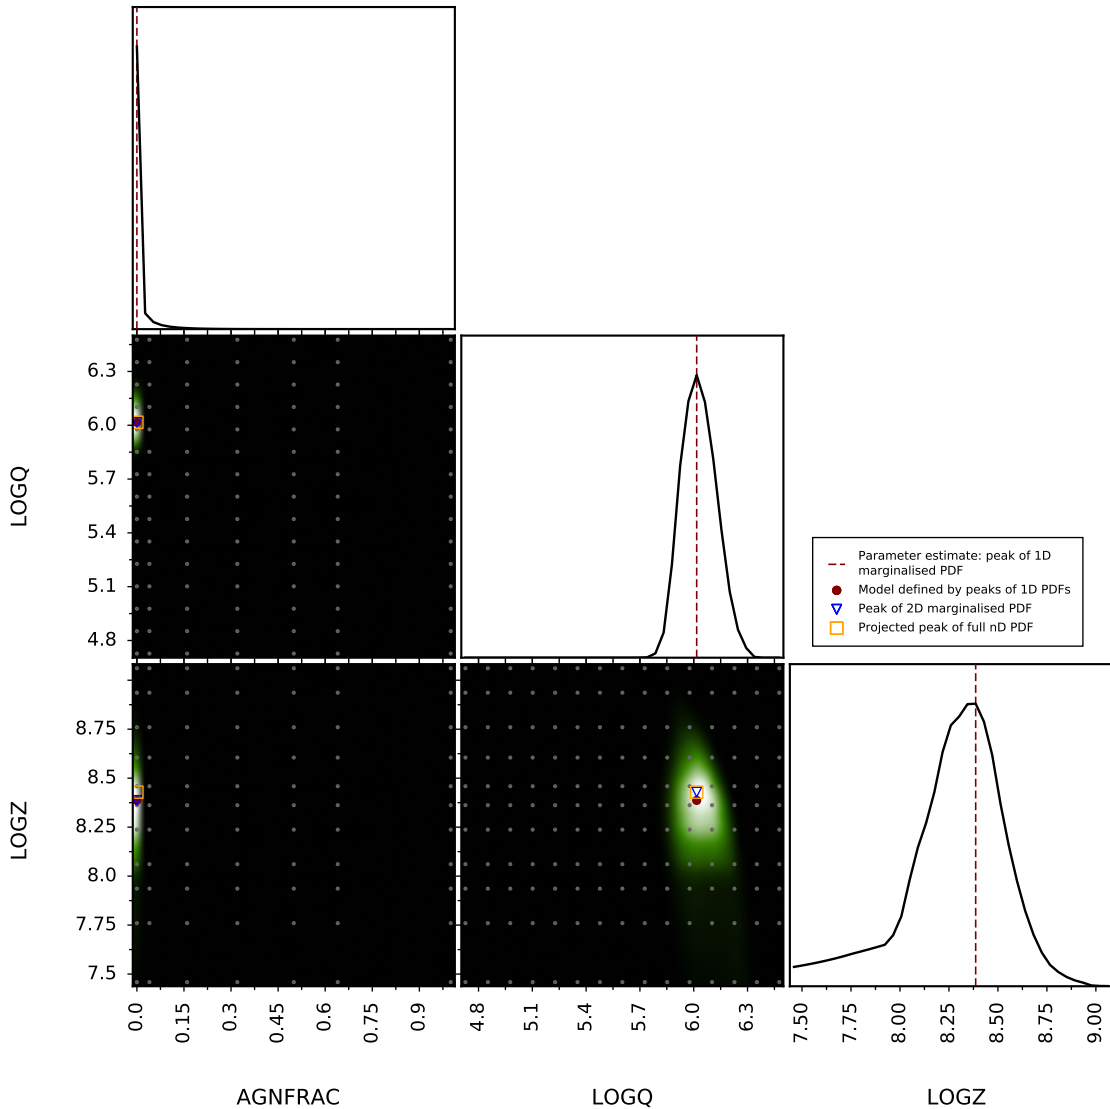 6.3
6.0
5.7
5.4
5.1
4.8
LOGQ
Parameter estimate: peak of 1D
marginalised PDF
Model defined by peaks of 1D PDFs
Peak of 2D marginalised PDF
Projected peak of full nD PDF
8.75
8.5
8.25
8.0
7.75
7.5
LOGZ
0.0 0.15 0.3 0.45 0.6 0.75 0.9
4.8 5.1 5.4 5.7 6.0 6.3
7.50 7.75 8.00 8.25 8.50 8.75 9.00
AGNFRAC LOGQ LOGZ